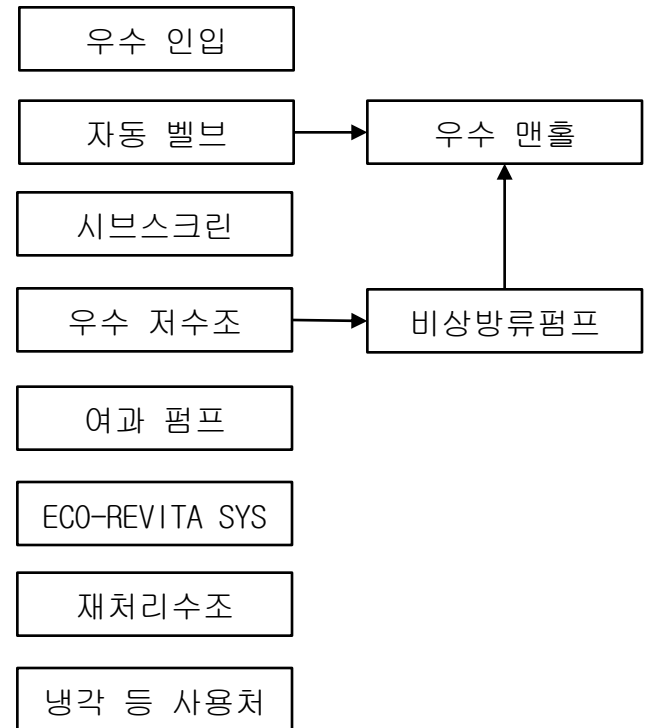 우수 인입
자동 벨브
우수 맨홀
시브스크린
우수 저수조
비상방류펌프
여과 펌프
ECO-REVITA SYS
재처리수조
냉각 등 사용처